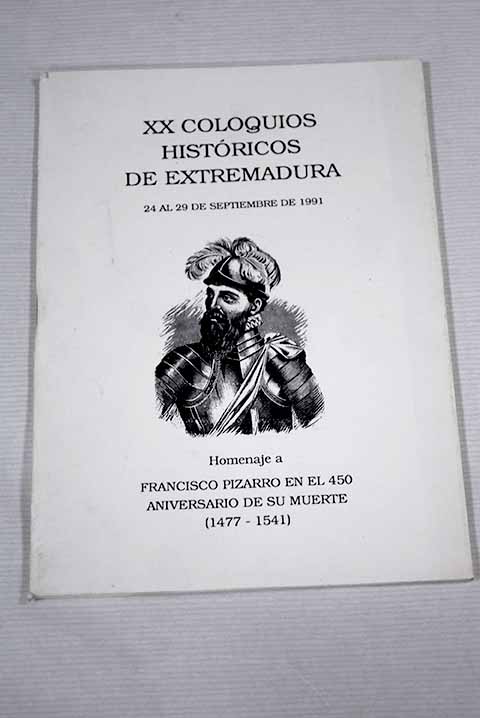 XX COLOQUIOS
HISTÓRICOS
DE EXTREMADURA
24 AL 29 DE SEPTIEMBRE DE 1991
Homenaje a
FRANCISCO PIZARRO EN EL 450
ANIVERSARIO DE SU MUERTE
(1477 - 1541)